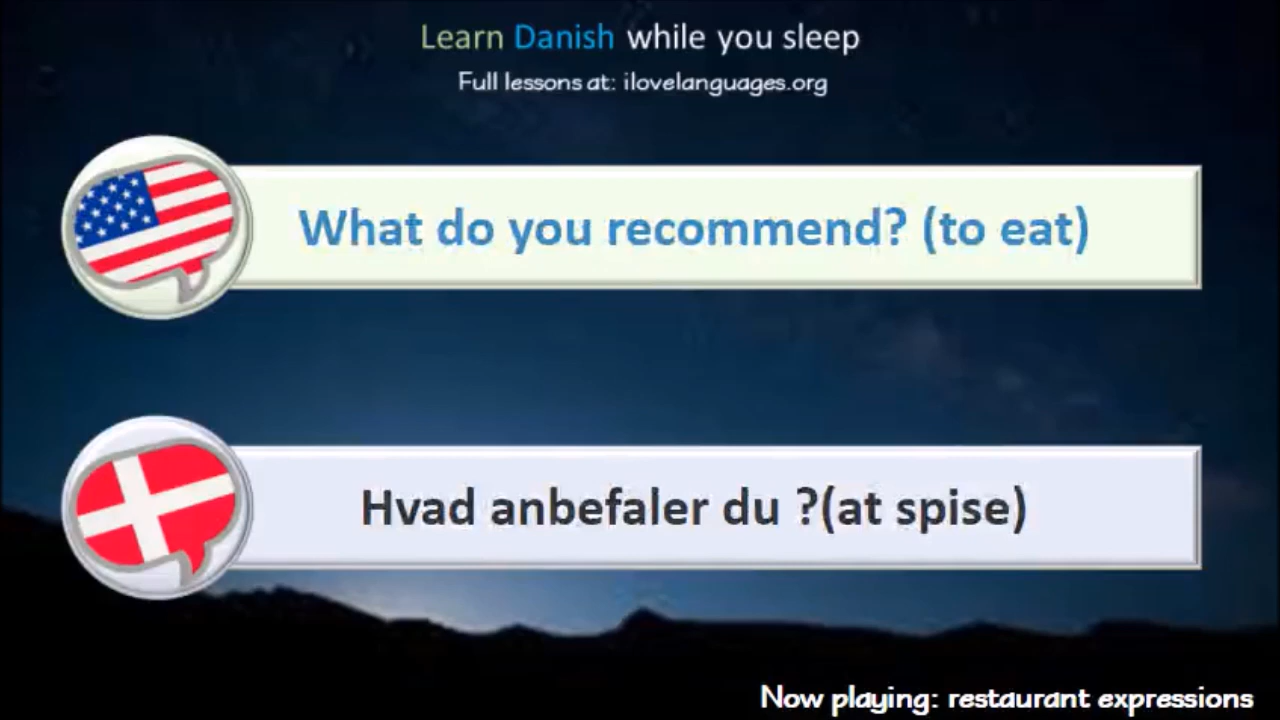 Learn Danish while you sleep
Full lessons at: ilovelanguages.org
What do you recommend? (to eat)
Hvad anbefaler du ?(at spise)
Now playing: restaurant expressions